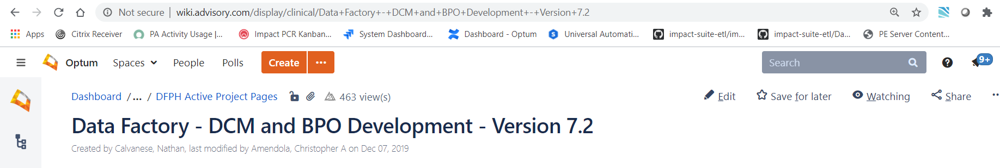 Not secure | wiki.advisory.com/display/clinical/Data+Factory+-+DCM+and+BPO+Development+-+Version+7.2
Apps Citrix Receiver PA Activity Usage |... Impact PCR Kanban... System Dashboard... Dashboard - Optum Universal Automati... impact-suite-etl/im... impact-suite-etl/Da... PE Server Content...
Optum Spaces People Polls Create ··· Search 9+
Dashboard /... / DFPH Active Project Pages 463 view(s) Edit Save for later Watching Share ··
Data Factory - DCM and BPO Development - Version 7.2
Created by Calvanese, Nathan, last modified by Amendola, Christopher A on Dec 07, 2019